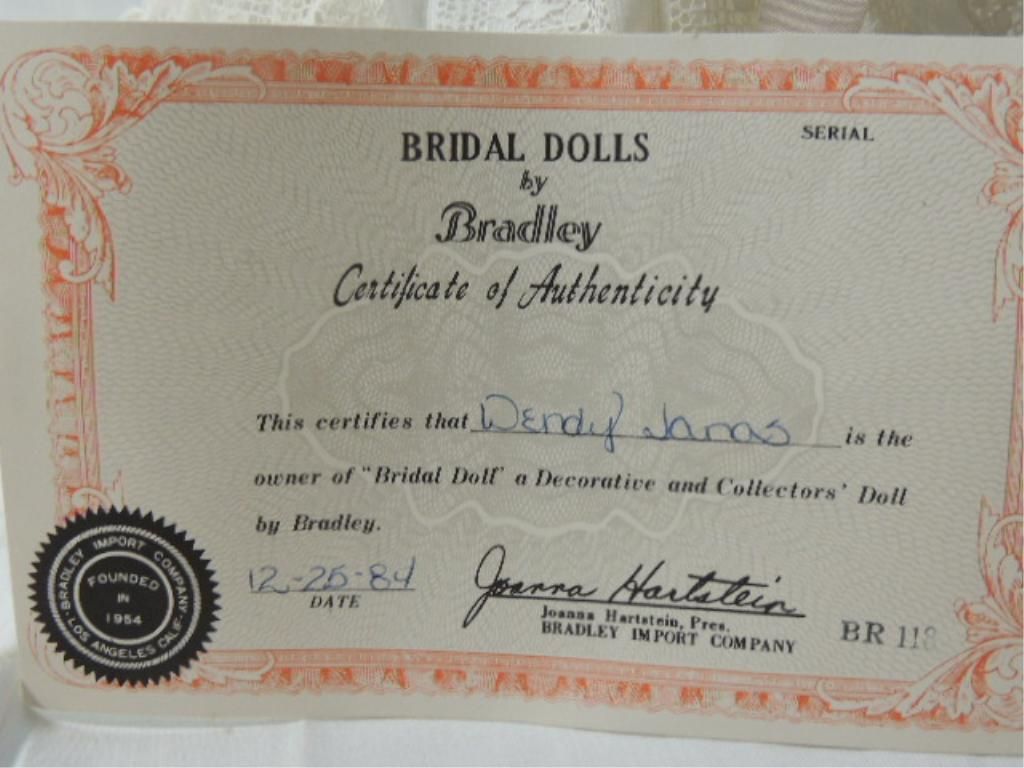 SERIAL
BRIDAL DOLLS
by
Bradley
Certificate of Authenticity
This certifies that Wendy Janas is the
owner of "Bridal Doll" a Decorative and Collectors' Doll
by Bradley.
12-25-84
DATE
Joanna Hartstein
Joanna Hartstein, Pres.
BRADLEY IMPORT COMPANY
BR 118
BRADLEY IMPORT COMPANY
LOS ANGELES CALIF.
FOUNDED
IN
1954